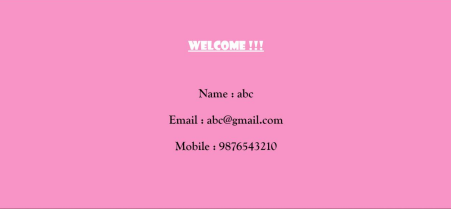 WELCOME !!!
Name : abc
Email : abc@gmail.com
Mobile : 9876543210